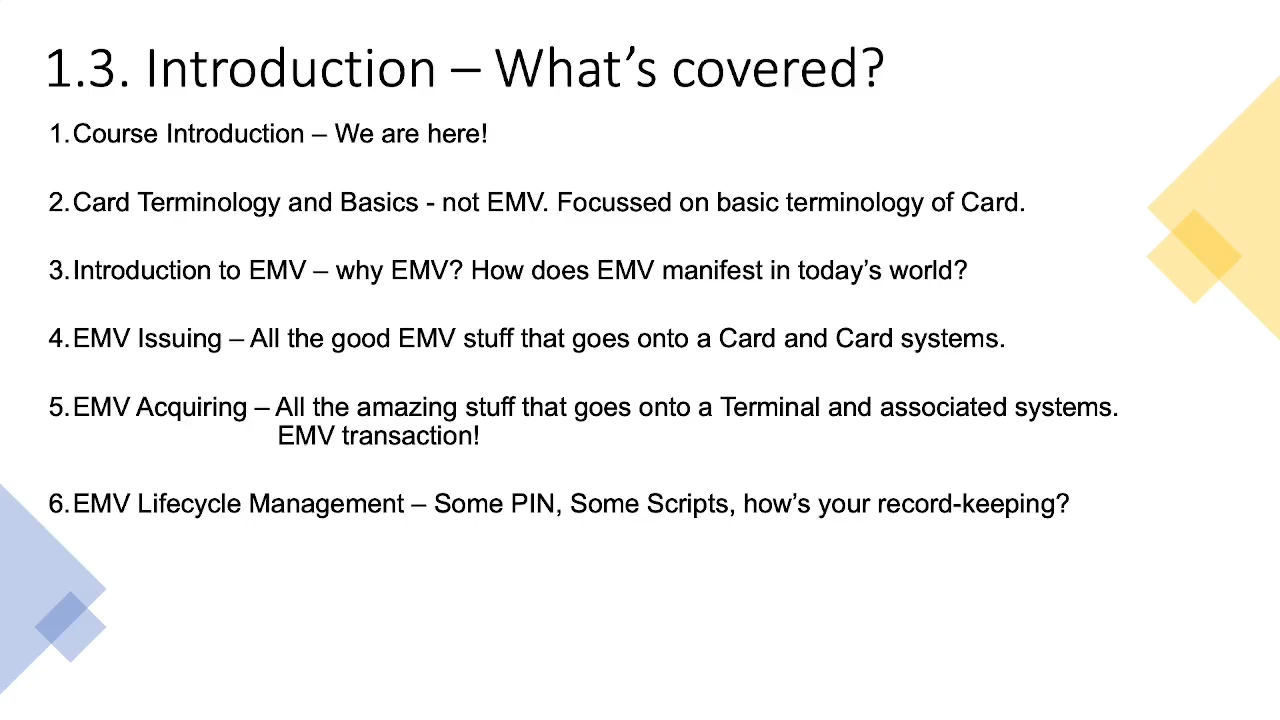 1.3. Introduction – What’s covered?
1. Course Introduction – We are here!
2. Card Terminology and Basics - not EMV. Focussed on basic terminology of Card.
3. Introduction to EMV – why EMV? How does EMV manifest in today’s world?
4. EMV Issuing – All the good EMV stuff that goes onto a Card and Card systems.
5. EMV Acquiring – All the amazing stuff that goes onto a Terminal and associated systems.
EMV transaction!
6. EMV Lifecycle Management – Some PIN, Some Scripts, how’s your record-keeping?